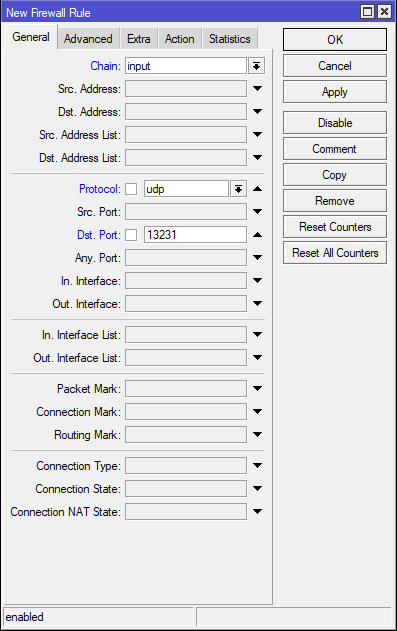 New Firewall Rule
General Advanced Extra Action Statistics
Chain: input
Src. Address:
Dst. Address:
Src. Address List:
Dst. Address List:
Protocol: udp
Src. Port:
Dst. Port: 13231
Any. Port:
In. Interface:
Out. Interface:
In. Interface List:
Out. Interface List:
Packet Mark:
Connection Mark:
Routing Mark:
Connection Type:
Connection State:
Connection NAT State:
OK
Cancel
Apply
Disable
Comment
Copy
Remove
Reset Counters
Reset All Counters
enabled